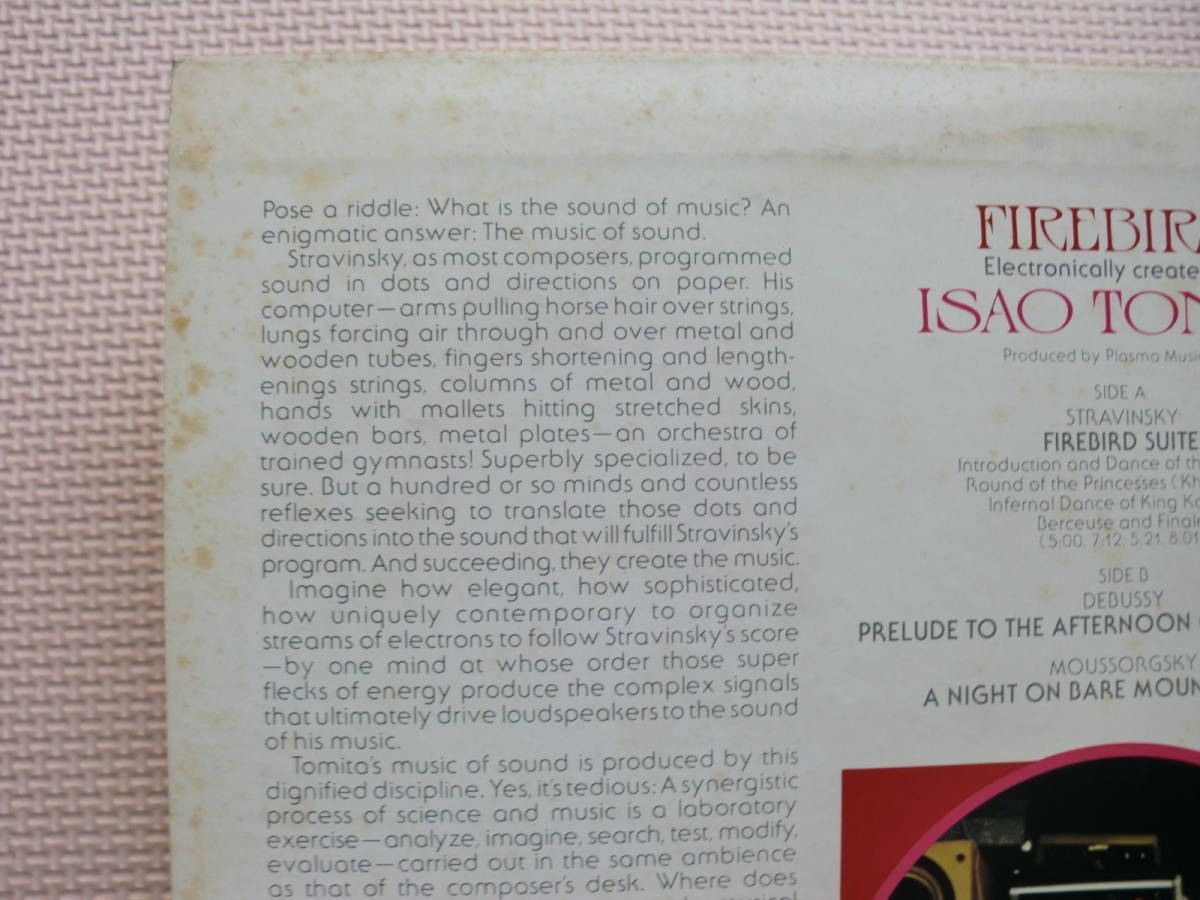 Pose a riddle: What is the sound of music? An
enigmatic answer: The music of sound.
Stravinsky, as most composers, programmed
sound in dots and directions on paper. His
computer—arms pulling horse hair over strings,
lungs forcing air through and over metal and
wooden tubes, fingers shortening and length-
enings strings, columns of metal and wood,
hands with mallets hitting stretched skins,
wooden bars, metal plates—an orchestra of
trained gymnasts! Superbly specialized, to be
sure. But a hundred or so minds and countless
reflexes seeking to translate those dots and
directions into the sound that will fulfill Stravinsky's
program. And succeeding, they create the music.
Imagine how elegant, how sophisticated,
how uniquely contemporary to organize
streams of electrons to follow Stravinsky's score
—by one mind at whose order those super
flecks of energy produce the complex signals
that ultimately drive loudspeakers to the sound
of his music.
Tomita's music of sound is produced by this
dignified discipline. Yes, it's tedious: A synergistic
process of science and music is a laboratory
exercise—analyze, imagine, search, test, modify,
evaluate—carried out in the same ambience
as that of the composer's desk. Where does
musical
FIREBIR
Electronically create
ISAO TO
Produced by Plasma Musi
SIDE A
STRAVINSKY
FIREBIRD SUITE
Introduction and Dance of th
Round of the Princesses (Kh
Infernal Dance of King K
Berceuse and Finale
(5:00, 7:12, 5:21, 8:01
SIDE B
DEBUSSY
PRELUDE TO THE AFTERNOON
MOUSSORGSKY
A NIGHT ON BARE MOUN